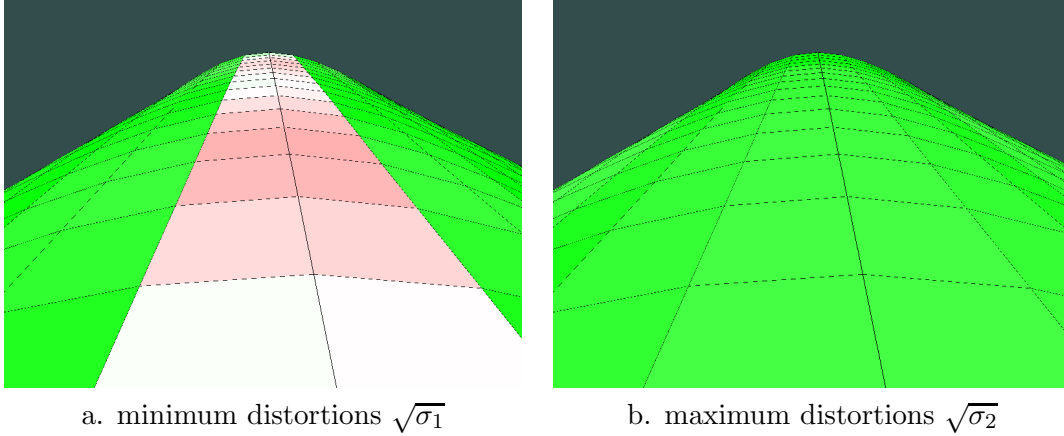 a. minimum distortions √σ₁
b. maximum distortions √σ₂